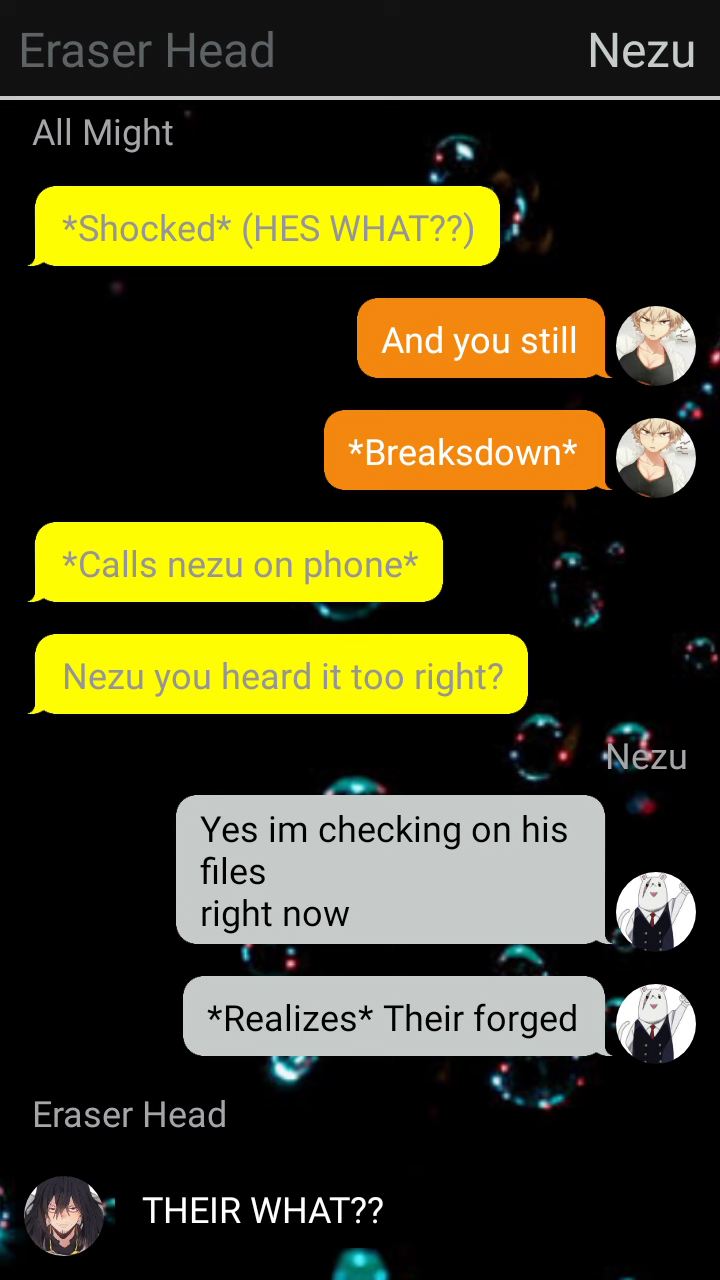 Eraser Head
Nezu
All Might
*Shocked* (HES WHAT??)
And you still
*Breaksdown*
*Calls nezu on phone*
Nezu you heard it too right?
Nezu
Yes im checking on his
files
right now
*Realizes* Their forged
Eraser Head
THEIR WHAT??